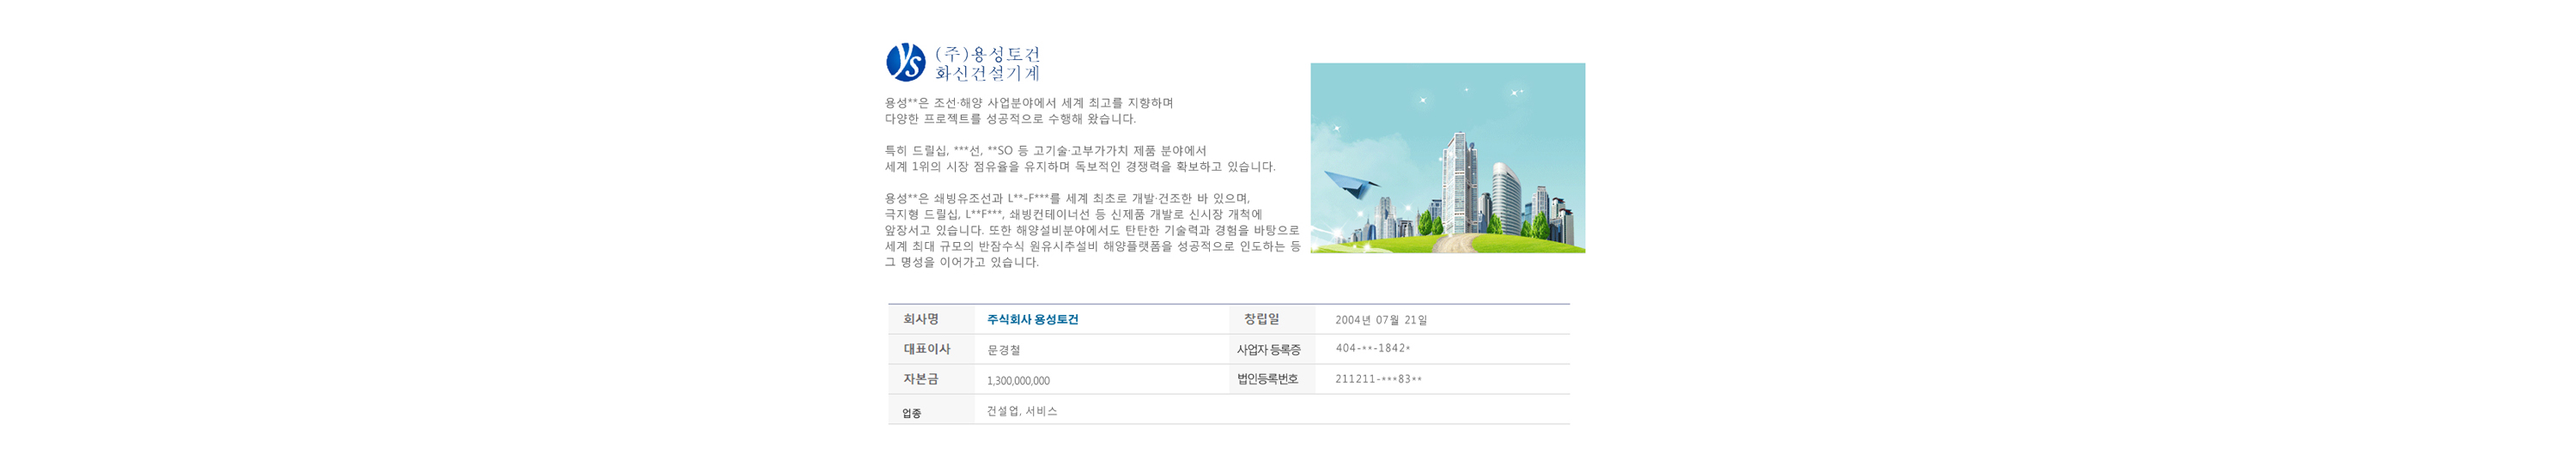 ys (주)용성토건
화신건설기계
용성**은 조선·해양 사업분야에서 세계 최고를 지향하며
다양한 프로젝트를 성공적으로 수행해 왔습니다.
특히 드릴십, ***선, **SO 등 고기술·고부가가치 제품 분야에서
세계 1위의 시장 점유율을 유지하며 독보적인 경쟁력을 확보하고 있습니다.
용성**은 쇄빙유조선과 L**-F***를 세계 최초로 개발·건조한 바 있으며,
극지형 드릴십, L**F***, 쇄빙컨테이너선 등 신제품 개발로 신시장 개척에
앞장서고 있습니다. 또한 해양설비분야에서도 탄탄한 기술력과 경험을 바탕으로
세계 최대 규모의 반잠수식 원유시추설비 해양플랫폼을 성공적으로 인도하는 등
그 명성을 이어가고 있습니다.
회사명 주식회사 용성토건 창립일 2004년 07월 21일
대표이사 문경철 사업자 등록증 404-**-1842*
자본금 1,300,000,000 법인등록번호 211211-***83**
업종 건설업, 서비스